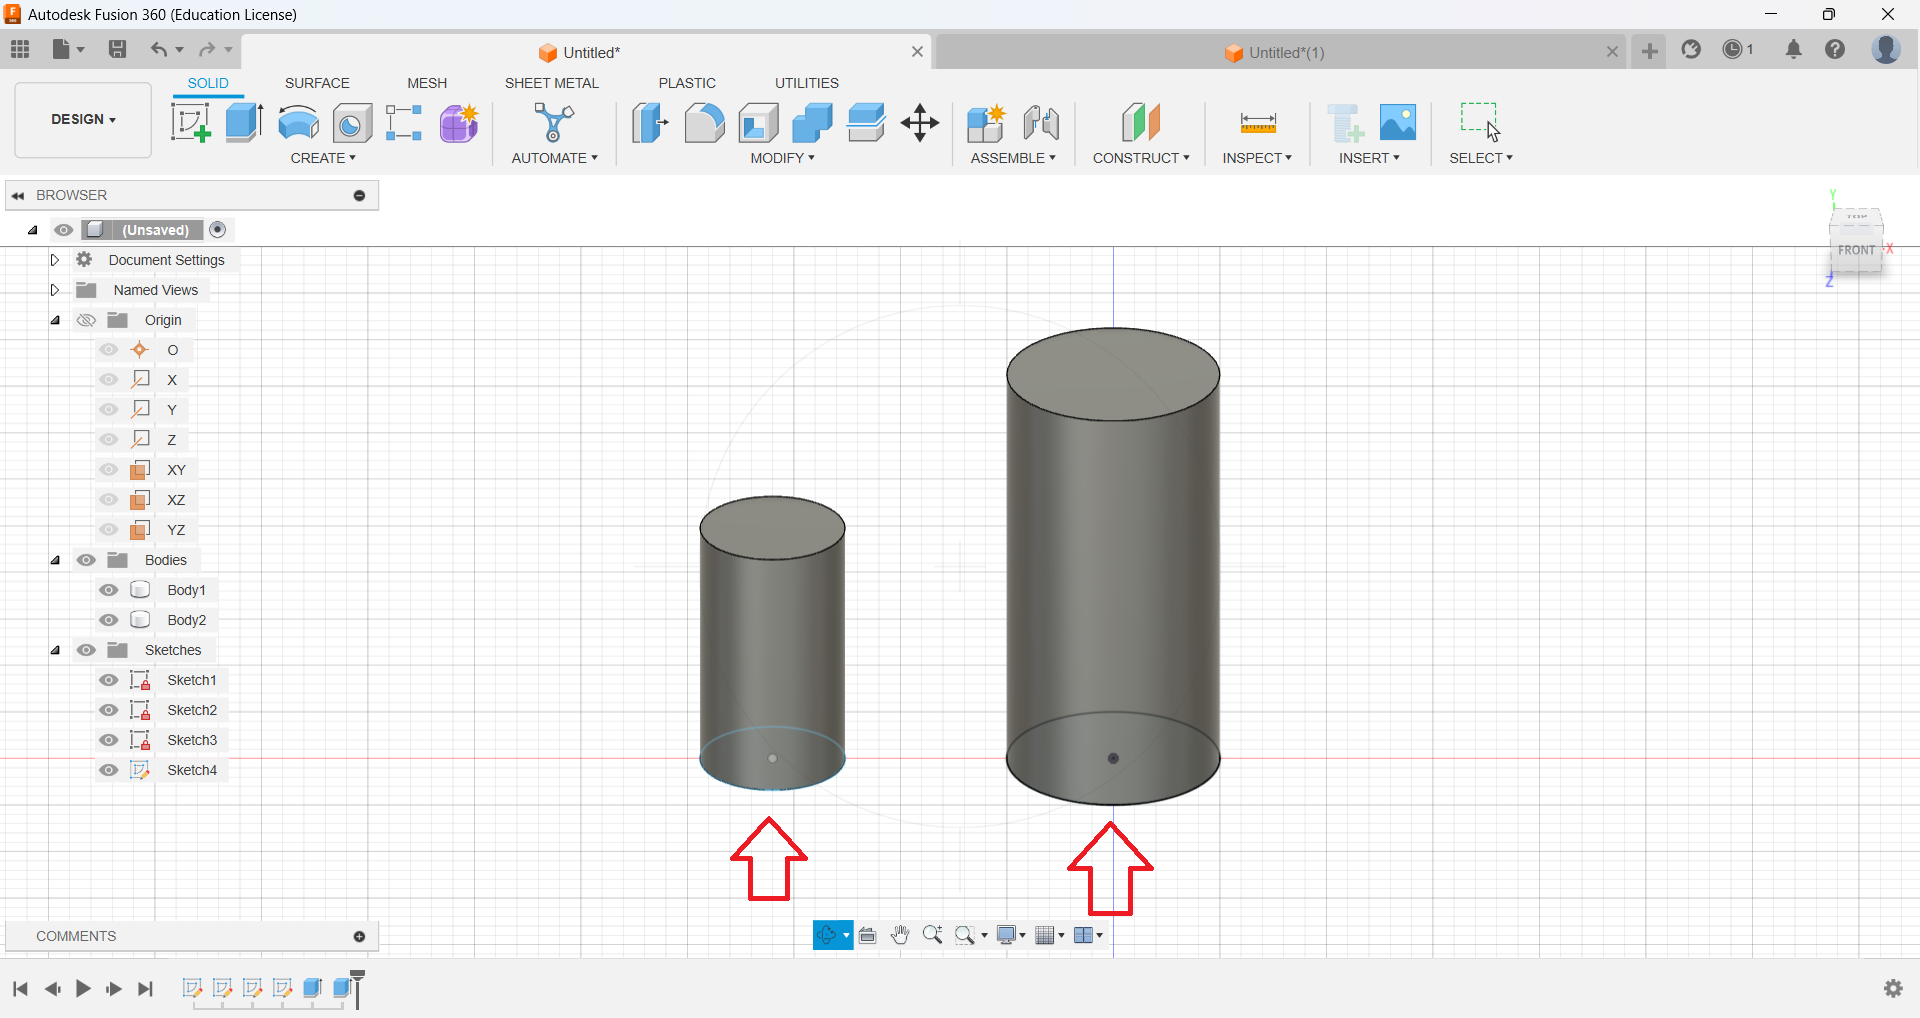 Autodesk Fusion 360 (Education License)
Untitled*
Untitled*(1)
1
SOLID
SURFACE
MESH
SHEET METAL
PLASTIC
UTILITIES
DESIGN
CREATE
AUTOMATE
MODIFY
ASSEMBLE
CONSTRUCT
INSPECT
INSERT
SELECT
BROWSER
(Unsaved)
Document Settings
Named Views
Origin
O
X
Y
Z
XY
XZ
YZ
Bodies
Body1
Body2
Sketches
Sketch1
Sketch2
Sketch3
Sketch4
Y
TOP
FRONT
X
Z
COMMENTS